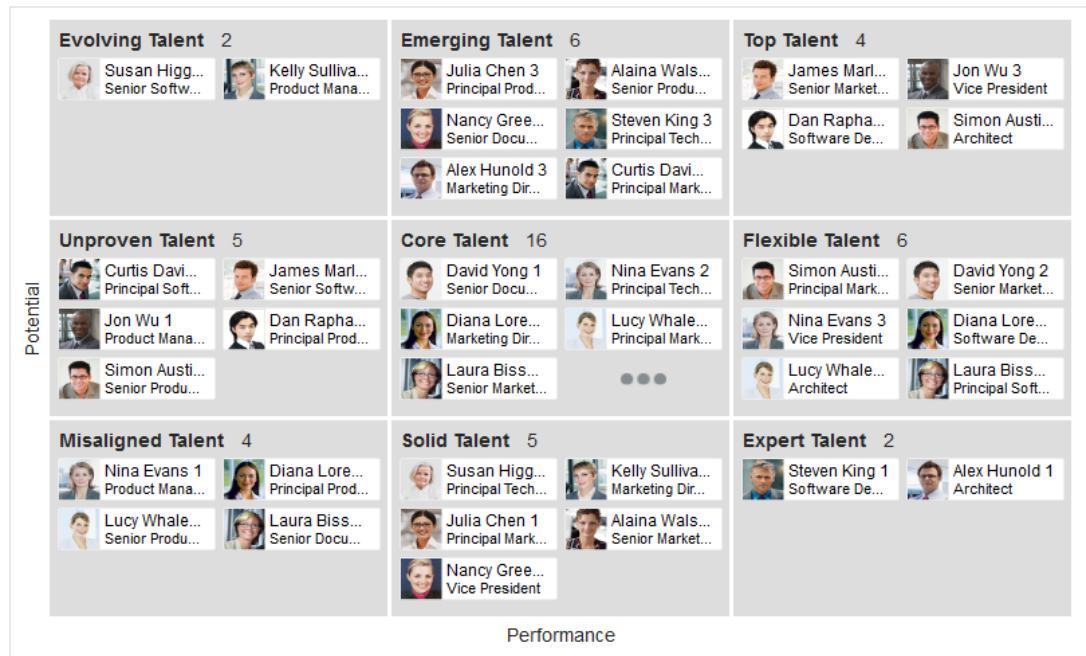 Evolving Talent 2
Susan Higg...
Senior Softw...
Kelly Sulliva...
Product Mana...
Emerging Talent 6
Julia Chen 3
Principal Prod...
Alaina Wals...
Senior Produ...
Nancy Gree...
Senior Docu...
Steven King 3
Principal Tech...
Alex Hunold 3
Marketing Dir...
Curtis Davi...
Principal Mark...
Top Talent 4
James Marl...
Senior Market...
Jon Wu 3
Vice President
Dan Rapha...
Software De...
Simon Austi...
Architect
Unproven Talent 5
Curtis Davi...
Principal Soft...
James Marl...
Senior Softw...
Jon Wu 1
Product Mana...
Dan Rapha...
Principal Prod...
Simon Austi...
Senior Produ...
Core Talent 16
David Yong 1
Senior Docu...
Nina Evans 2
Principal Tech...
Diana Lore...
Marketing Dir...
Lucy Whale...
Principal Mark...
Laura Biss...
Senior Market...
Flexible Talent 6
Simon Austi...
Principal Mark...
David Yong 2
Senior Market...
Nina Evans 3
Vice President
Diana Lore...
Software De...
Lucy Whale...
Architect
Laura Biss...
Principal Soft...
Misaligned Talent 4
Nina Evans 1
Product Mana...
Diana Lore...
Principal Prod...
Lucy Whale...
Senior Produ...
Laura Biss...
Senior Docu...
Solid Talent 5
Susan Higg...
Principal Tech...
Kelly Sulliva...
Marketing Dir...
Julia Chen 1
Principal Mark...
Alaina Wals...
Senior Market...
Nancy Gree...
Vice President
Expert Talent 2
Steven King 1
Software De...
Alex Hunold 1
Architect
Potential
Performance